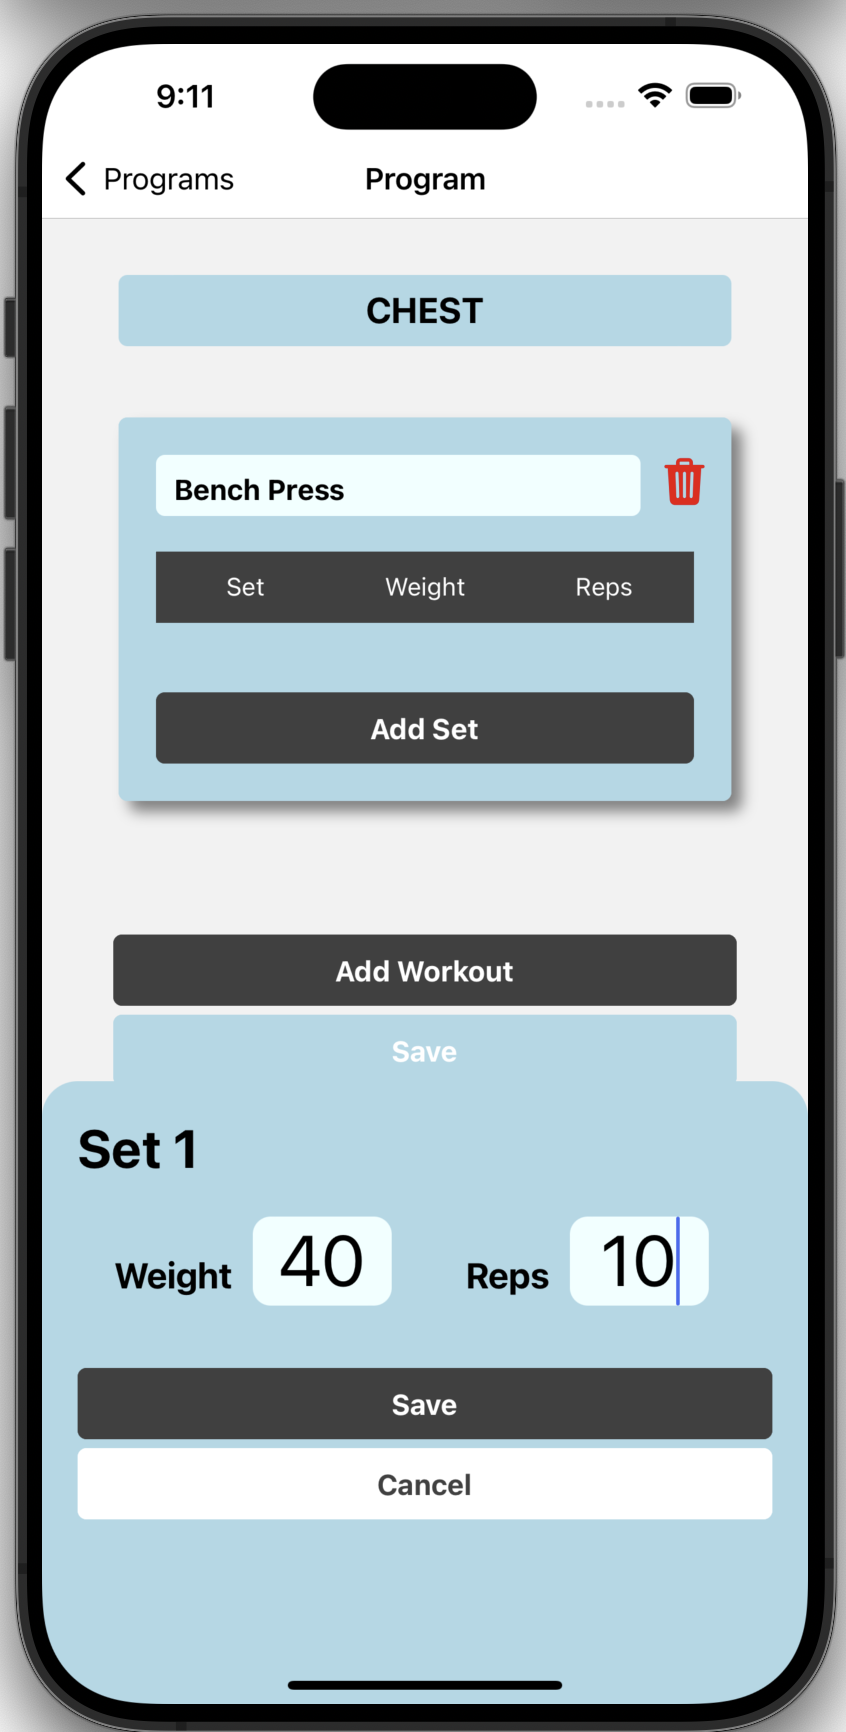 9:11
Programs Program
CHEST
Bench Press
Set Weight Reps
Add Set
Add Workout
Save
Set 1
Weight 40 Reps 10
Save
Cancel